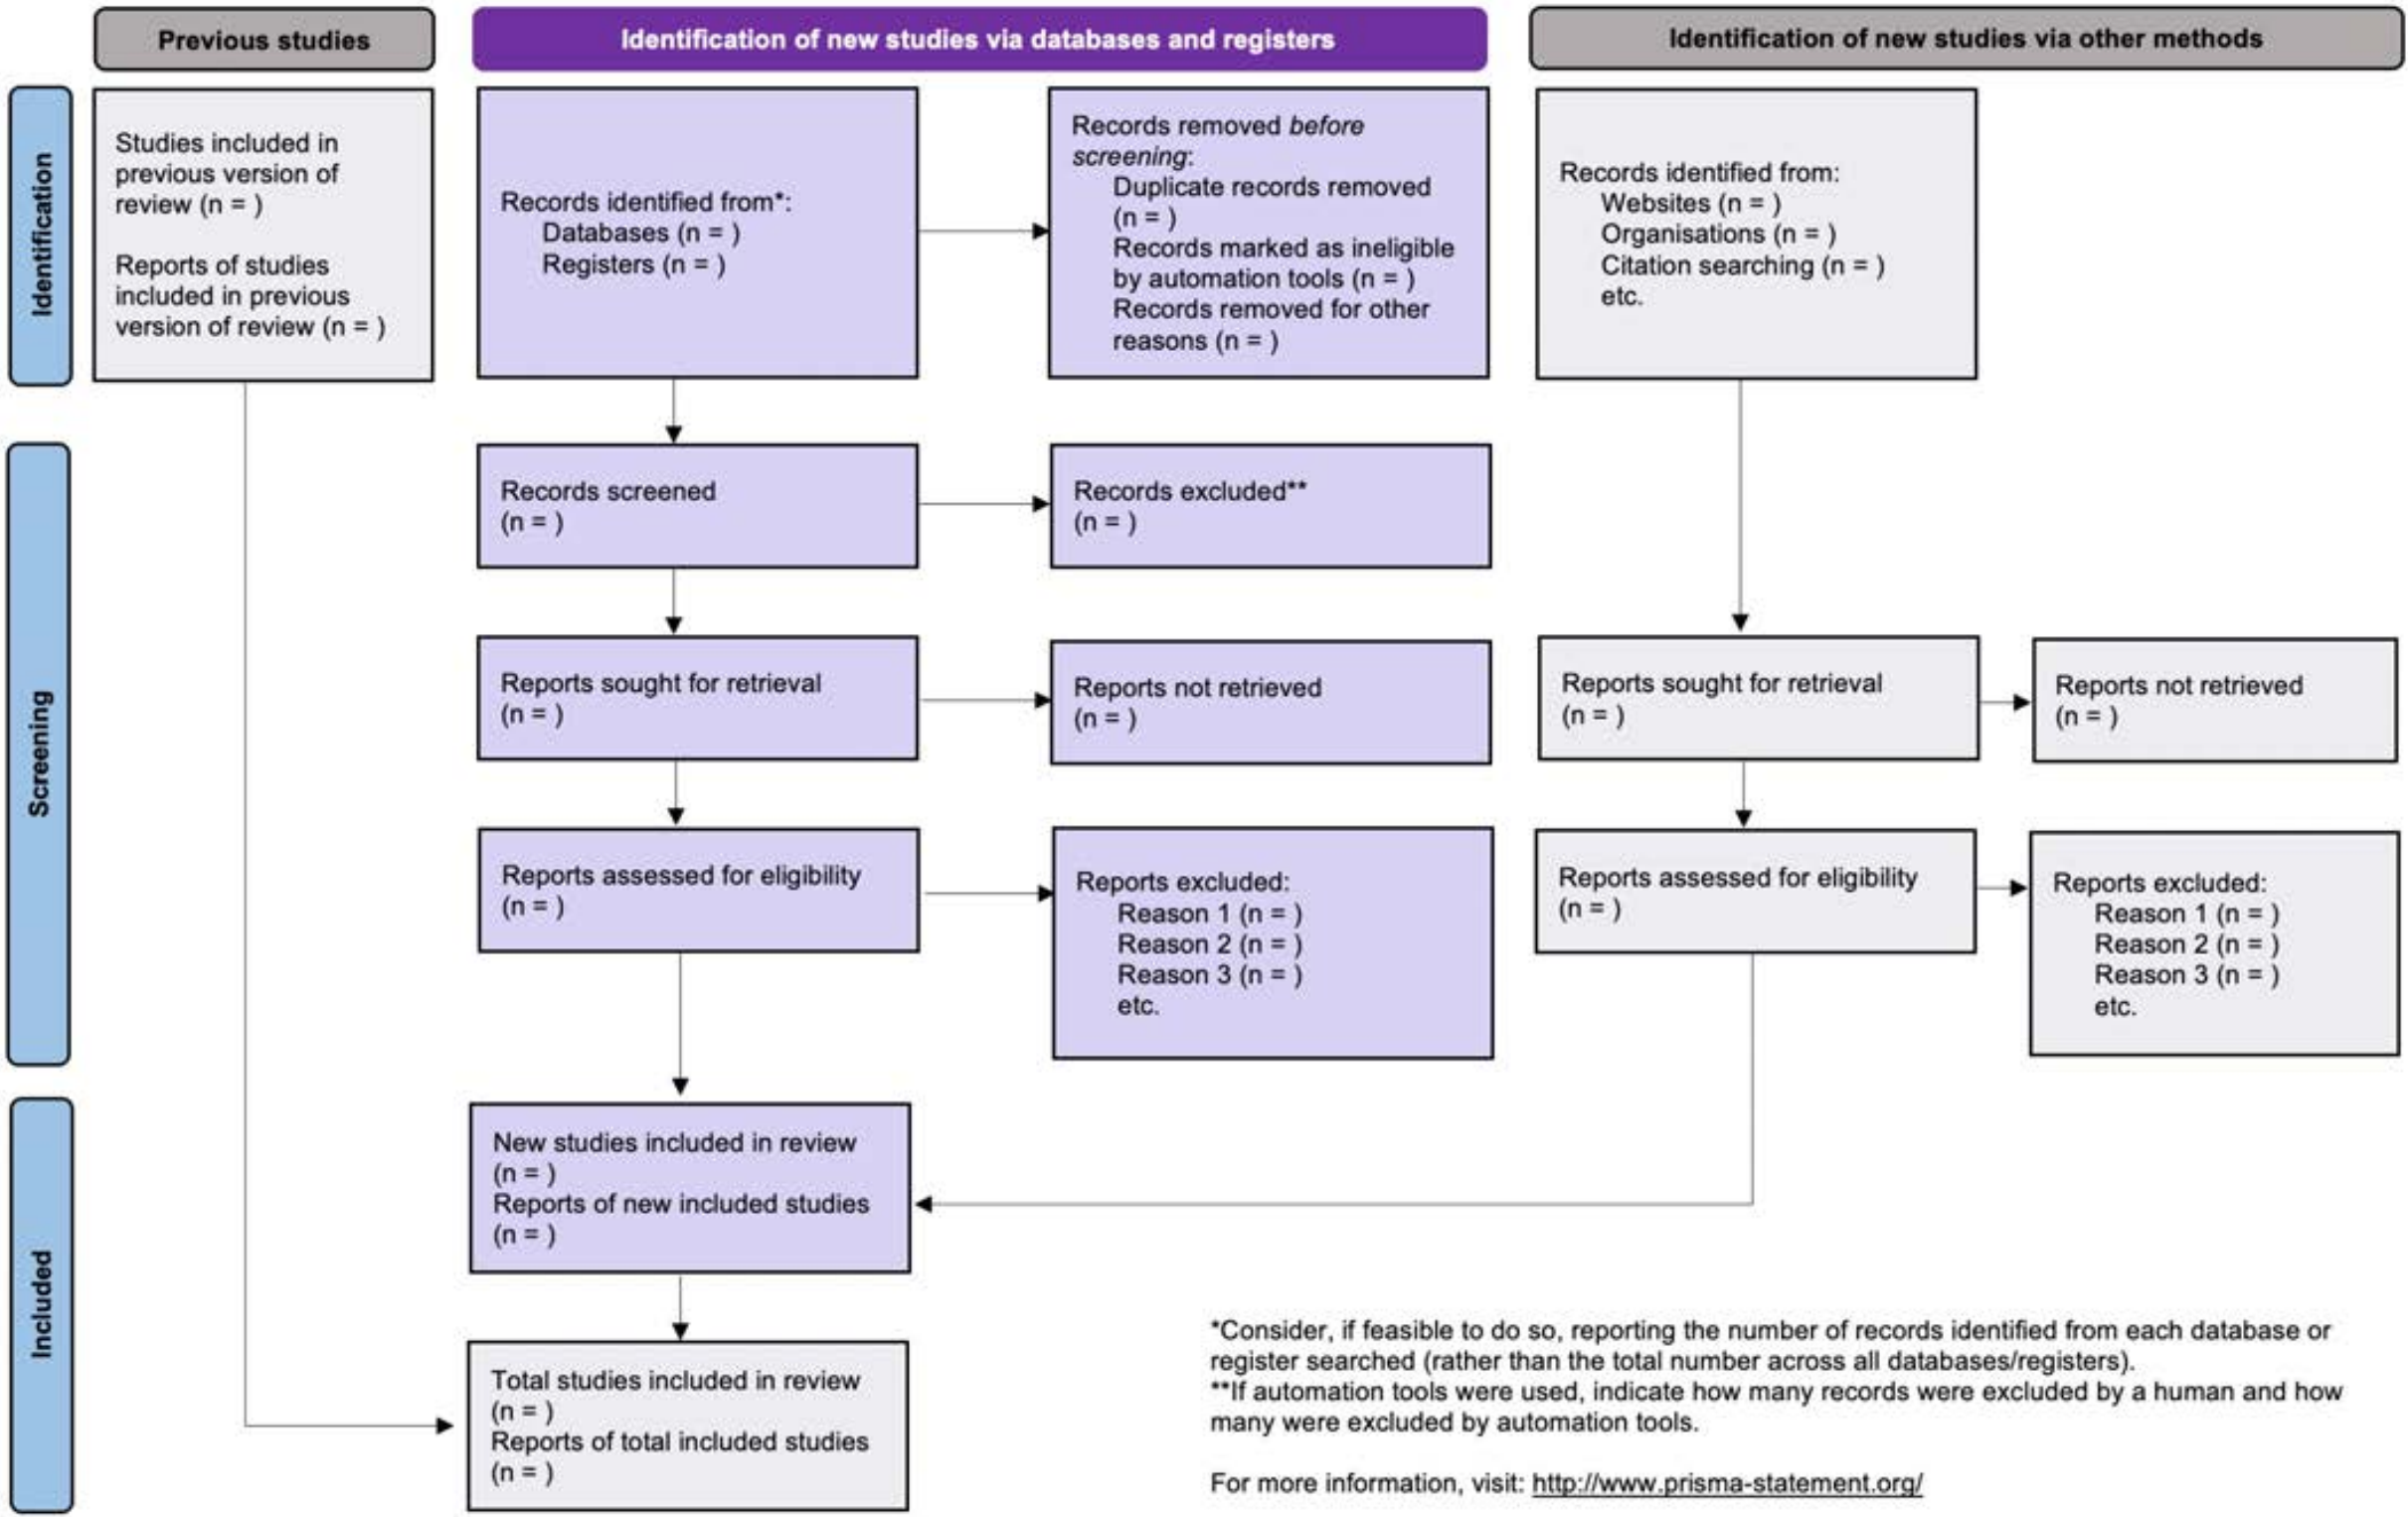 Previous studies
Identification of new studies via databases and registers
Identification of new studies via other methods
Identification
Studies included in
previous version of
review (n = )
Reports of studies
included in previous
version of review (n = )
Records identified from*:
Databases (n = )
Registers (n = )
Records removed before
screening:
Duplicate records removed
(n = )
Records marked as ineligible
by automation tools (n = )
Records removed for other
reasons (n = )
Records identified from:
Websites (n = )
Organisations (n = )
Citation searching (n = )
etc.
Screening
Records screened
(n = )
Records excluded**
(n = )
Reports sought for retrieval
(n = )
Reports not retrieved
(n = )
Reports sought for retrieval
(n = )
Reports not retrieved
(n = )
Reports assessed for eligibility
(n = )
Reports excluded:
Reason 1 (n = )
Reason 2 (n = )
Reason 3 (n = )
etc.
Reports assessed for eligibility
(n = )
Reports excluded:
Reason 1 (n = )
Reason 2 (n = )
Reason 3 (n = )
etc.
Included
New studies included in review
(n = )
Reports of new included studies
(n = )
Total studies included in review
(n = )
Reports of total included studies
(n = )
*Consider, if feasible to do so, reporting the number of records identified from each database or
register searched (rather than the total number across all databases/registers).
**If automation tools were used, indicate how many records were excluded by a human and how
many were excluded by automation tools.
For more information, visit: http://www.prisma-statement.org/